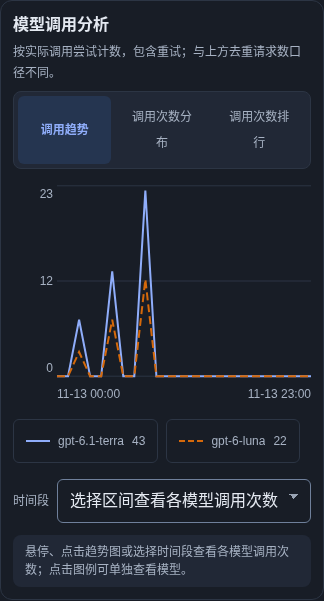 模型调用分析
按实际调用尝试计数，包含重试；与上方去重请求数口
径不同。
调用趋势
调用次数分
布
调用次数排
行
23
12
0
11-13 00:00
11-13 23:00
gpt-6.1-terra 43
gpt-6-luna 22
时间段
选择区间查看各模型调用次数
悬停、点击趋势图或选择时间段查看各模型调用次
数；点击图例可单独查看模型。